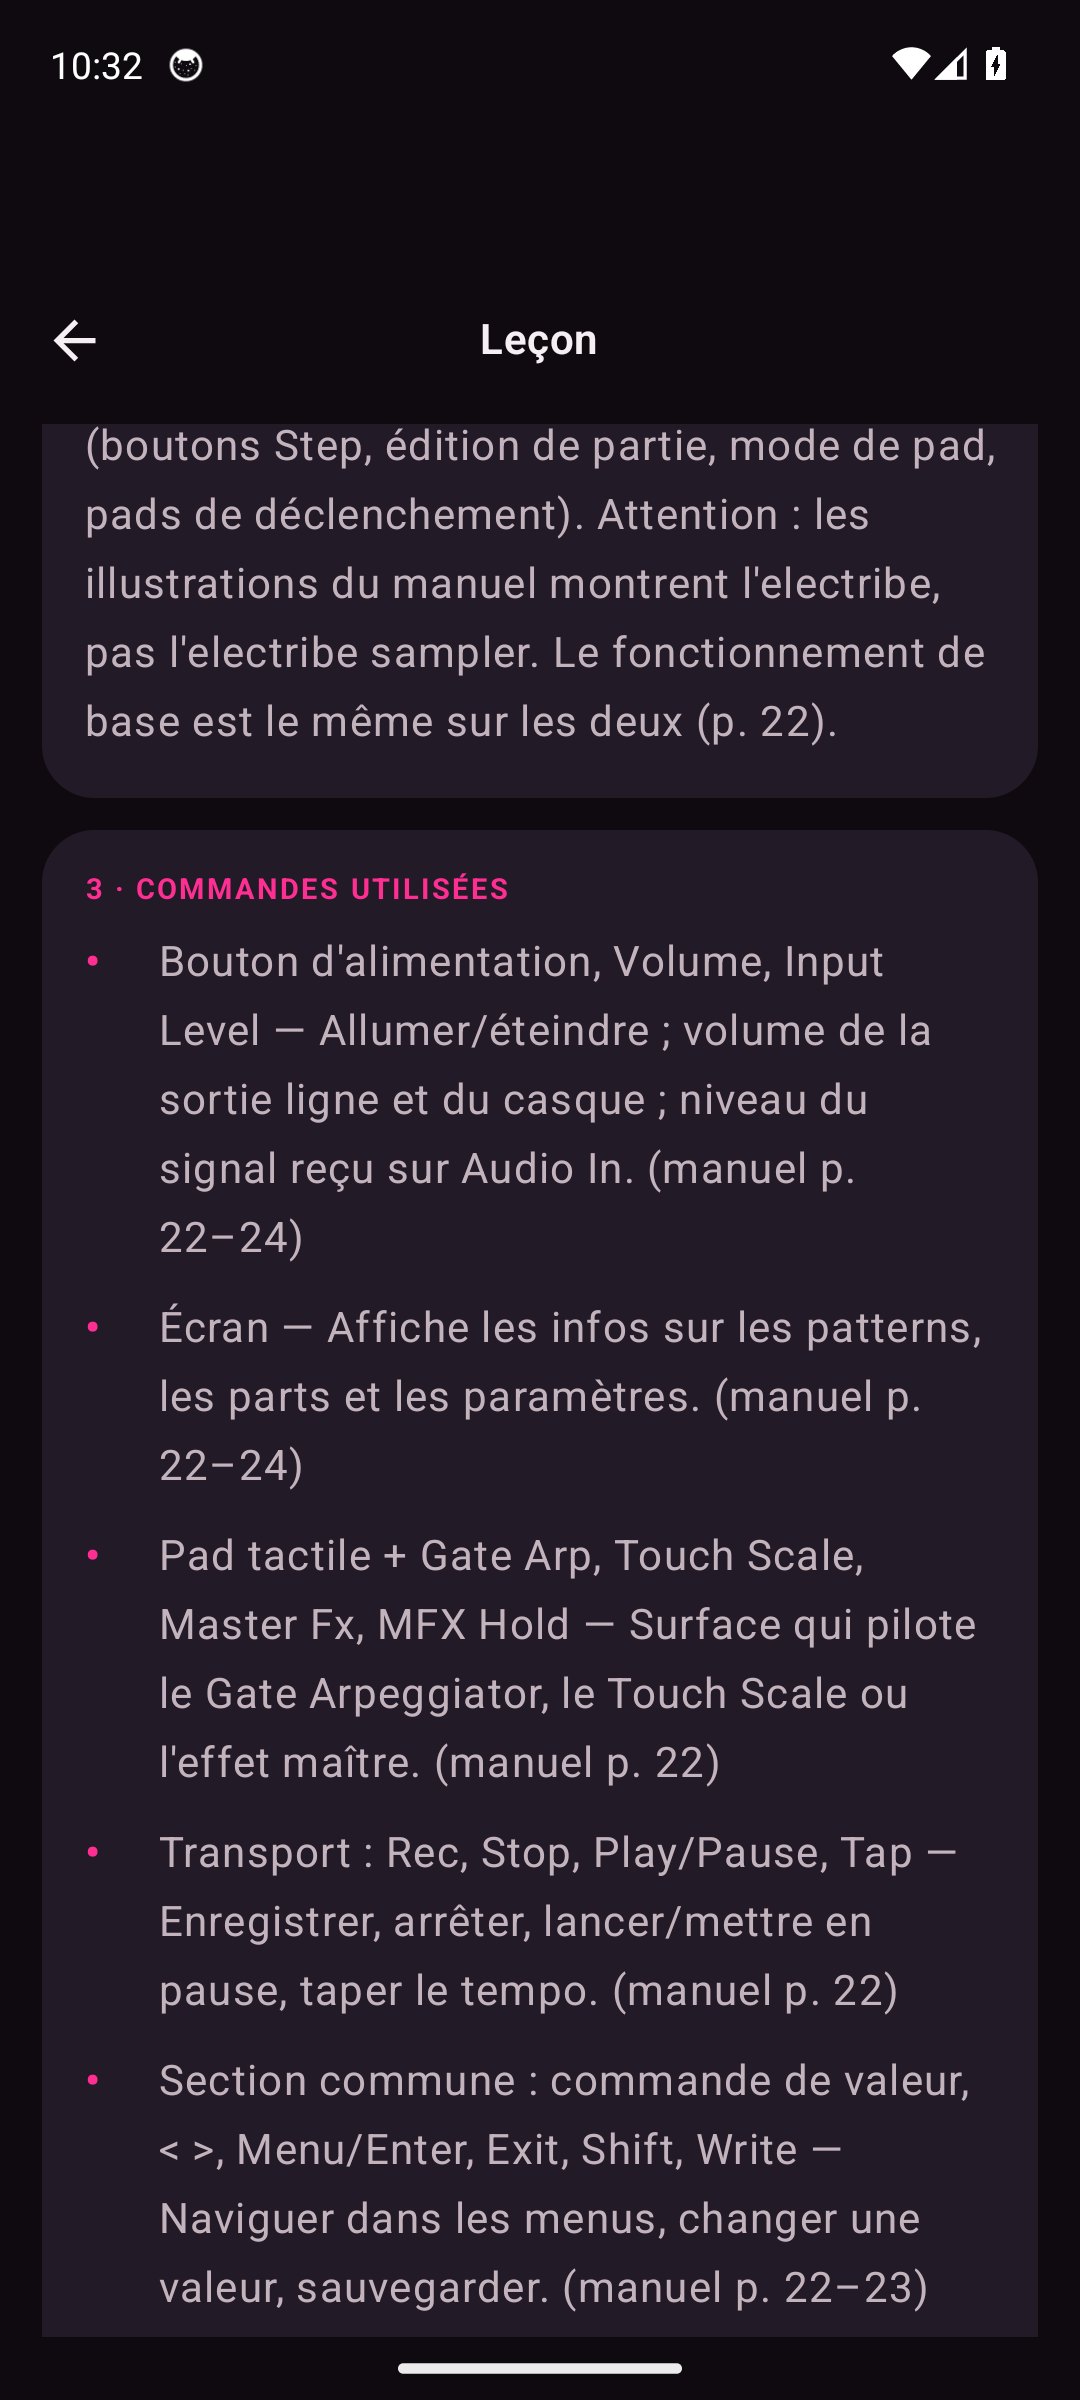 10:32
Leçon
(boutons Step, édition de partie, mode de pad,
pads de déclenchement). Attention : les
illustrations du manuel montrent l'electribe,
pas l'electribe sampler. Le fonctionnement de
base est le même sur les deux (p. 22).
3 · COMMANDES UTILISÉES
• Bouton d'alimentation, Volume, Input
Level — Allumer/éteindre ; volume de la
sortie ligne et du casque ; niveau du
signal reçu sur Audio In. (manuel p.
22–24)
• Écran — Affiche les infos sur les patterns,
les parts et les paramètres. (manuel p.
22–24)
• Pad tactile + Gate Arp, Touch Scale,
Master Fx, MFX Hold — Surface qui pilote
le Gate Arpeggiator, le Touch Scale ou
l'effet maître. (manuel p. 22)
• Transport : Rec, Stop, Play/Pause, Tap —
Enregistrer, arrêter, lancer/mettre en
pause, taper le tempo. (manuel p. 22)
• Section commune : commande de valeur,
< >, Menu/Enter, Exit, Shift, Write —
Naviguer dans les menus, changer une
valeur, sauvegarder. (manuel p. 22–23)